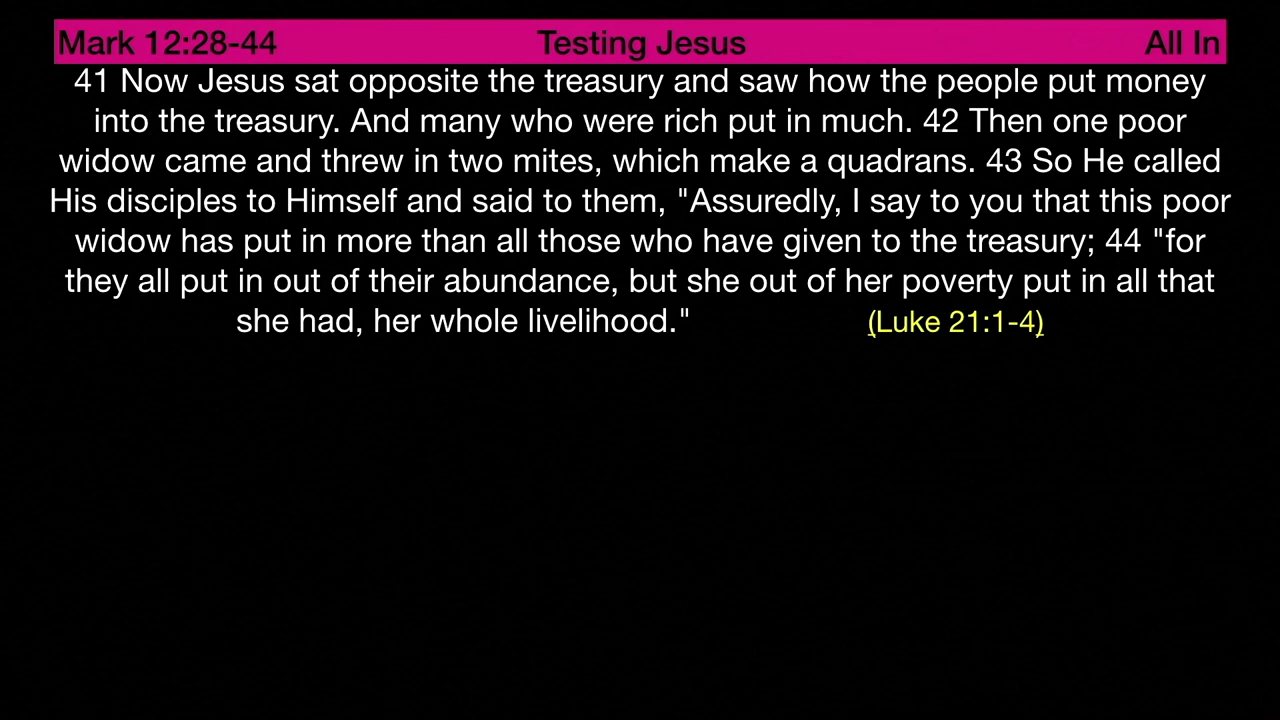 Mark 12:28-44 Testing Jesus All In
41 Now Jesus sat opposite the treasury and saw how the people put money
into the treasury. And many who were rich put in much. 42 Then one poor
widow came and threw in two mites, which make a quadrans. 43 So He called
His disciples to Himself and said to them, "Assuredly, I say to you that this poor
widow has put in more than all those who have given to the treasury; 44 "for
they all put in out of their abundance, but she out of her poverty put in all that
she had, her whole livelihood." (Luke 21:1-4)